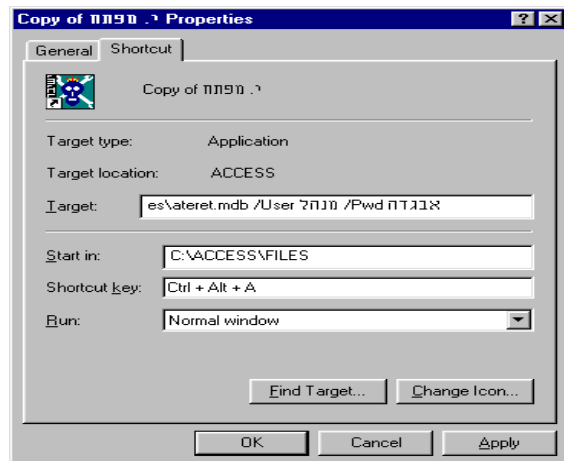 Copy of י. מפתח Properties
General Shortcut
Copy of י. מפתח
Target type: Application
Target location: ACCESS
Target: es\ateret.mdb /User מנהל /Pwd אבגדה
Start in: C:\ACCESS\FILES
Shortcut key: Ctrl + Alt + A
Run: Normal window
Find Target... Change Icon...
OK Cancel Apply